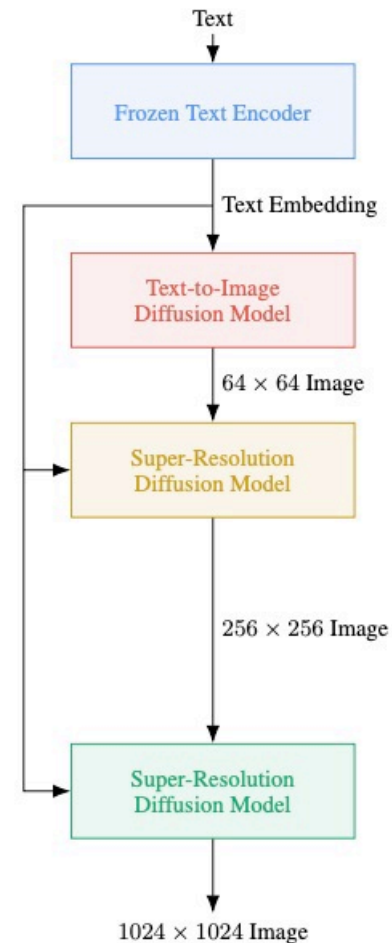 Text
Frozen Text Encoder
Text Embedding
Text-to-Image
Diffusion Model
64 × 64 Image
Super-Resolution
Diffusion Model
256 × 256 Image
Super-Resolution
Diffusion Model
1024 × 1024 Image